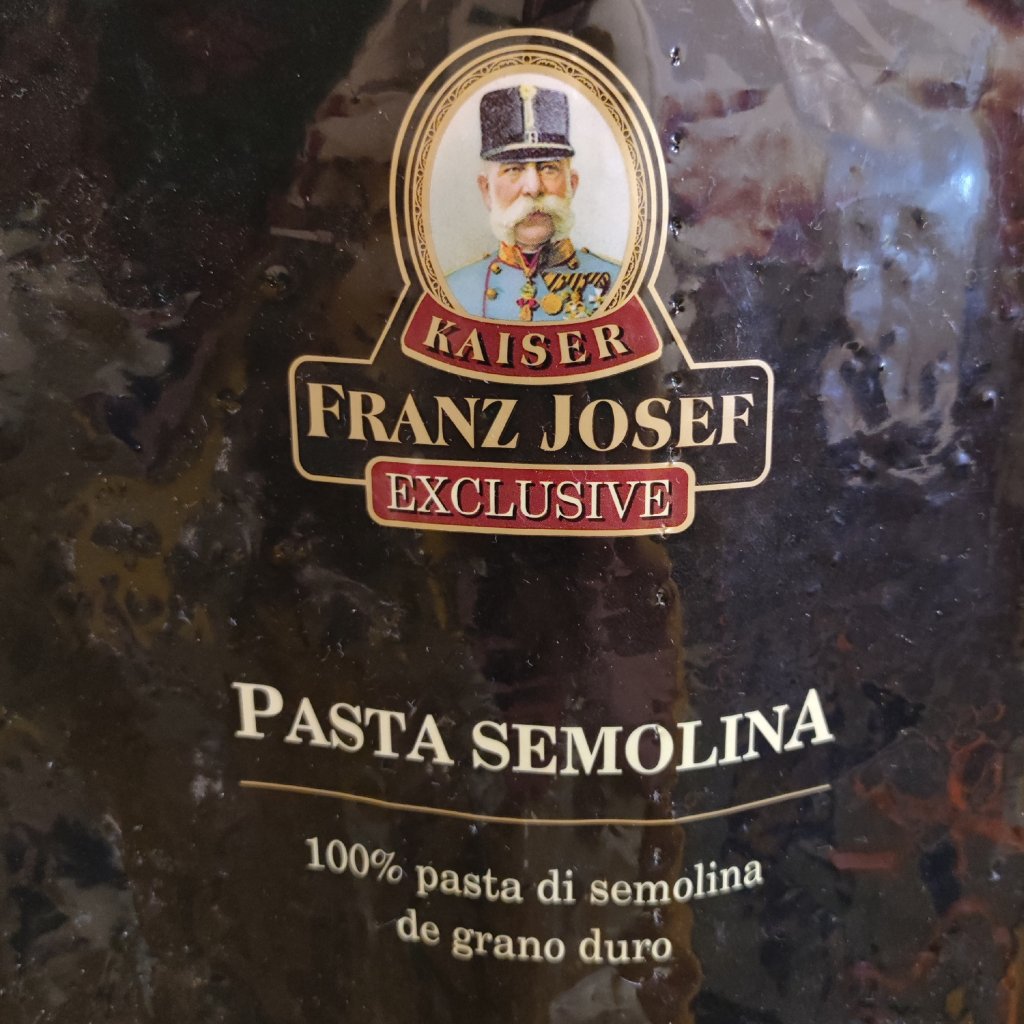 KAISER
FRANZ JOSEF
EXCLUSIVE
PASTA SEMOLINA
100% pasta di semolina
de grano duro